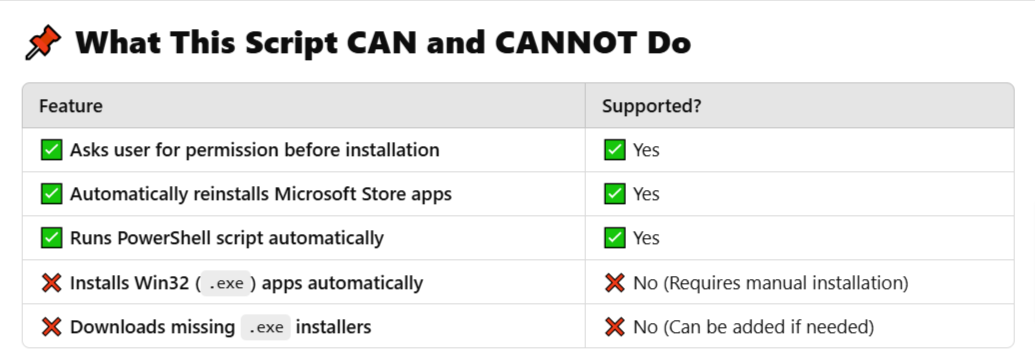 📌 What This Script CAN and CANNOT Do
Feature Supported?
✅ Asks user for permission before installation ✅ Yes
✅ Automatically reinstalls Microsoft Store apps ✅ Yes
✅ Runs PowerShell script automatically ✅ Yes
❌ Installs Win32 (.exe) apps automatically ❌ No (Requires manual installation)
❌ Downloads missing .exe installers ❌ No (Can be added if needed)